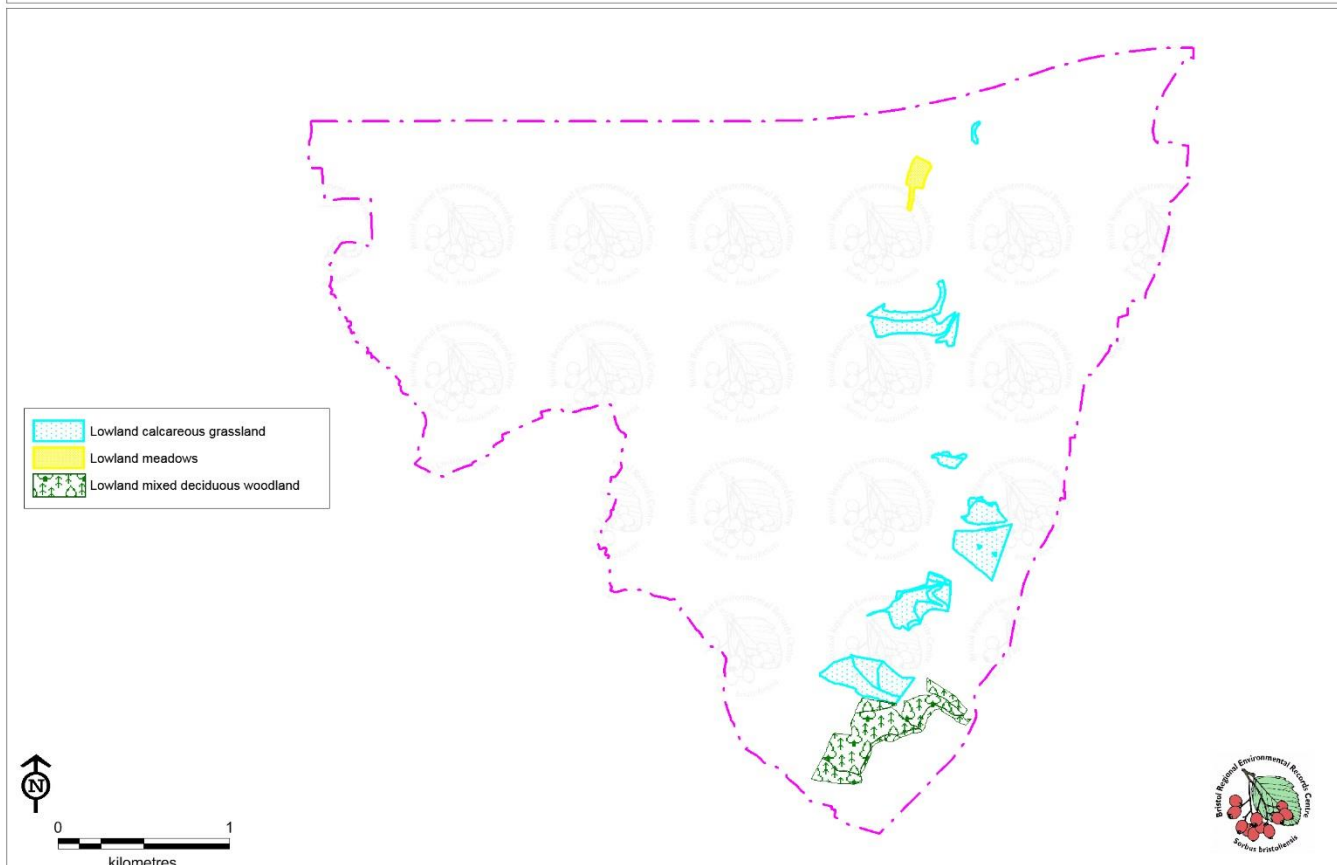 Lowland calcareous grassland
Lowland meadows
Lowland mixed deciduous woodland
N
0 1
kilometres
Bristol Regional Environmental Records Centre
Sorbus bristoliensis